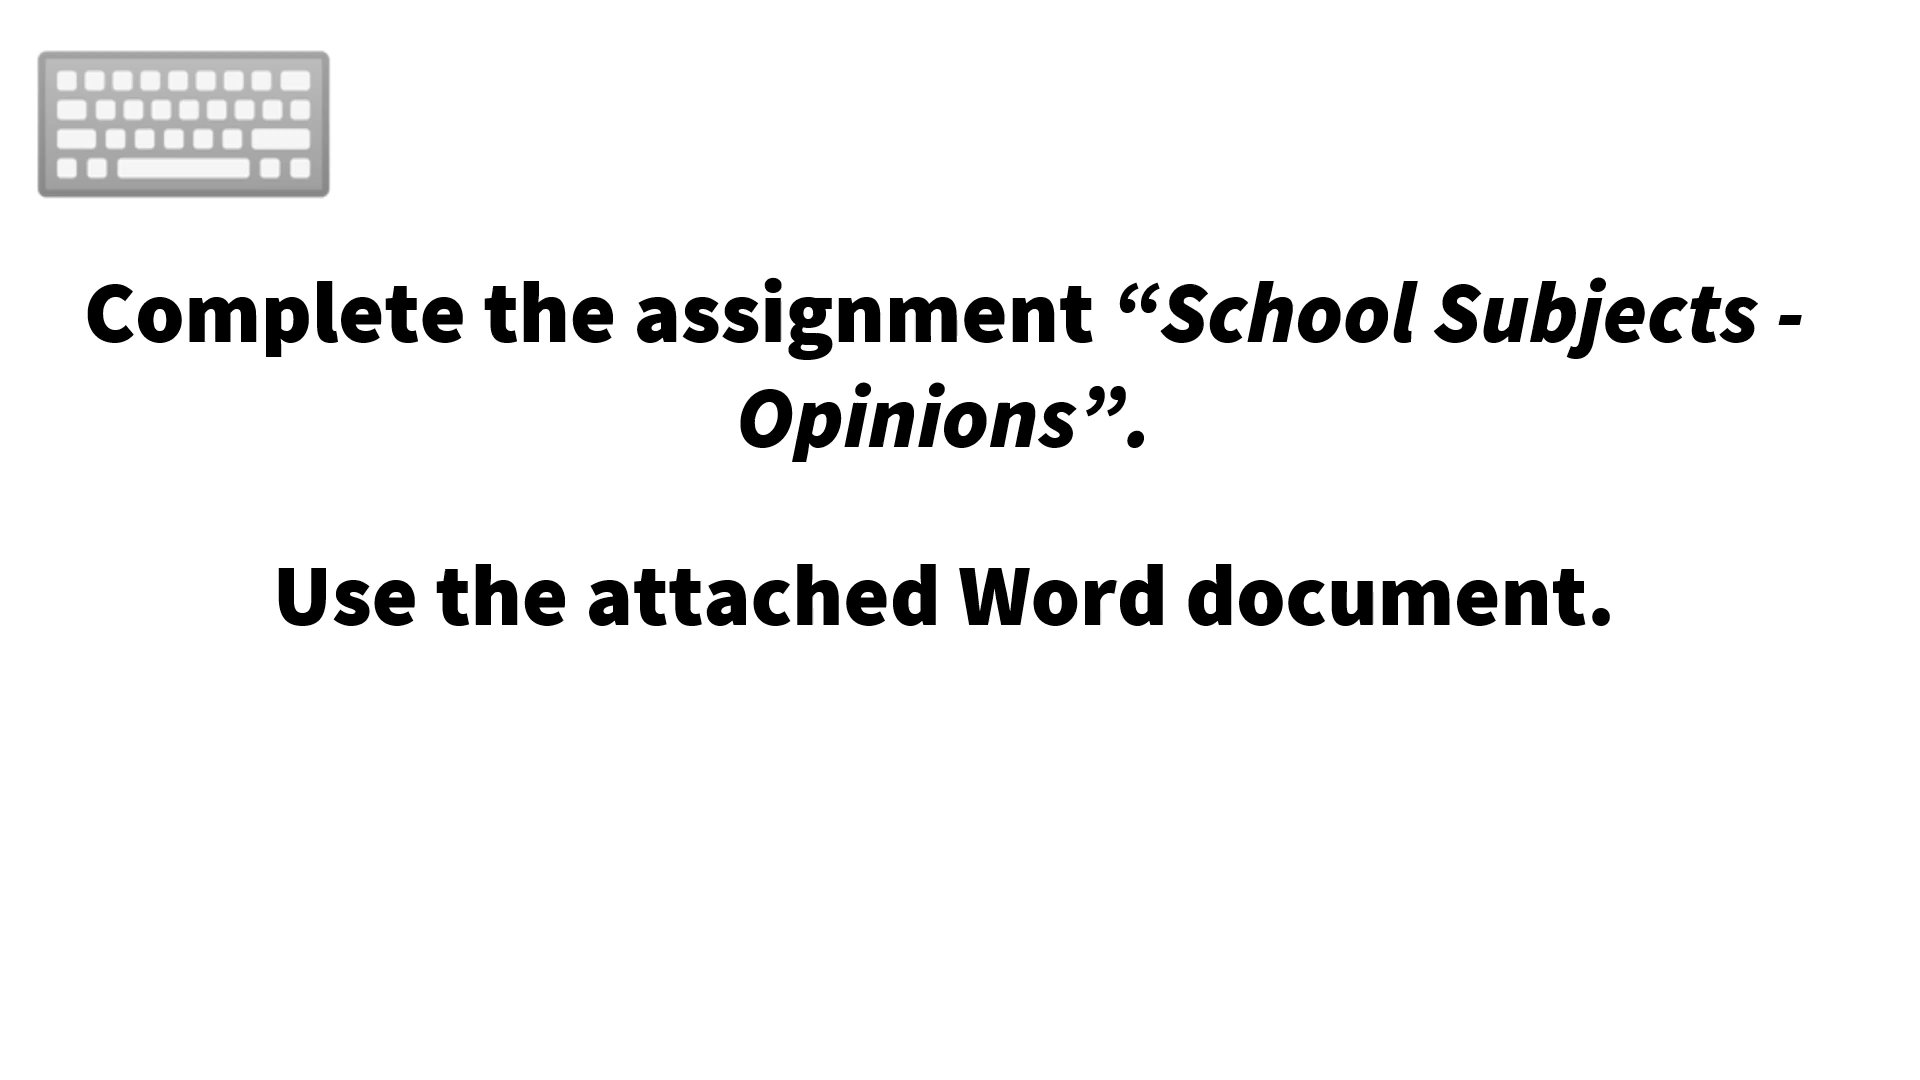 Complete the assignment “School Subjects -
Opinions”.
Use the attached Word document.